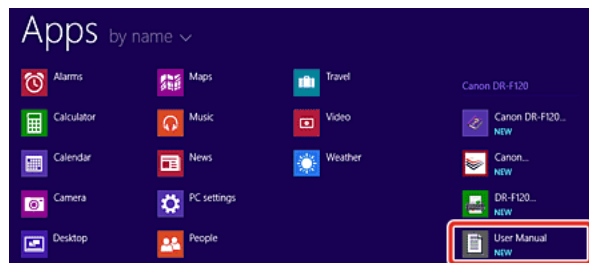 Apps by name
Alarms
Calculator
Calendar
Camera
Desktop
Maps
Music
News
PC settings
People
Travel
Video
Weather
Canon DR-F120
Canon DR-F120...
NEW
Canon...
NEW
DR-F120...
NEW
User Manual
NEW